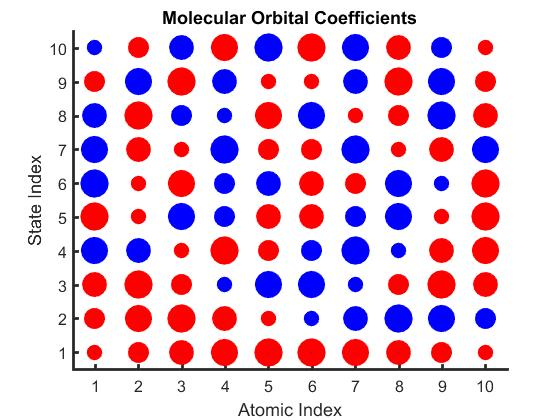 Molecular Orbital Coefficients
State Index
10
9
8
7
6
5
4
3
2
1
1 2 3 4 5 6 7 8 9 10
Atomic Index